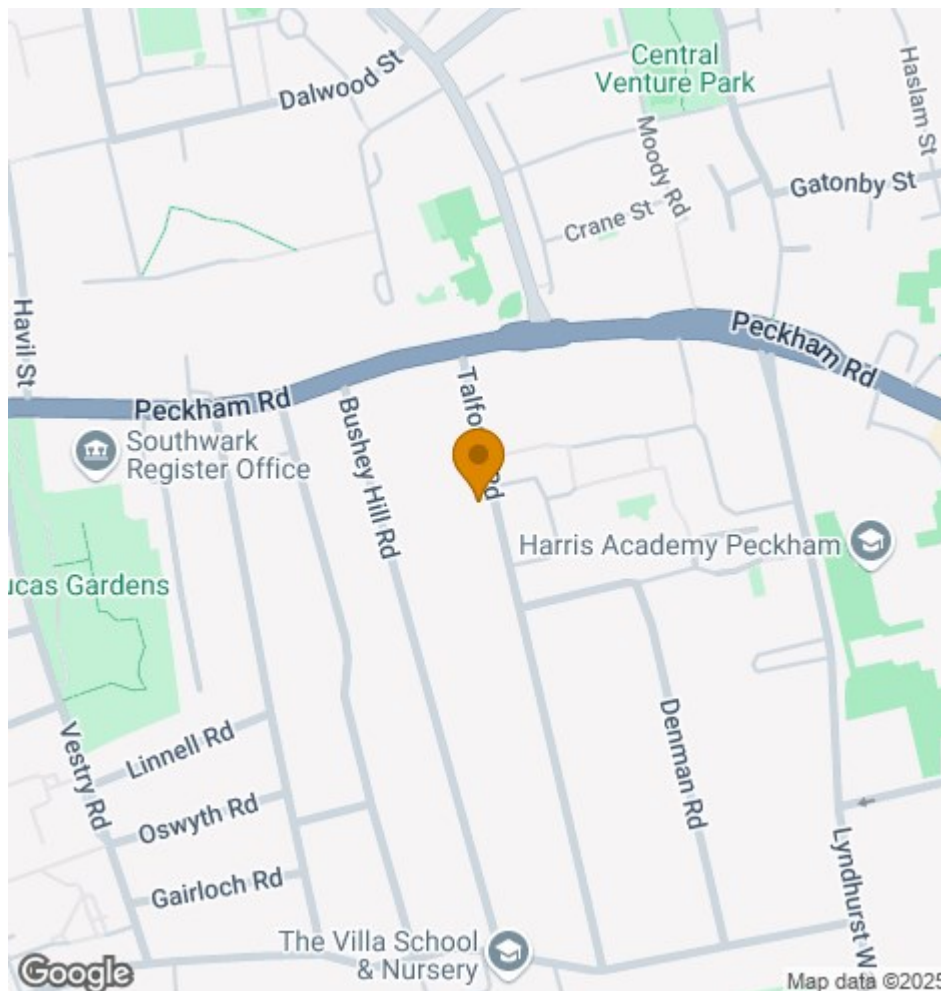 Central
Venture Park
Dalwood St
Haslam St
Moody Rd
Gatonby St
Crane St
Havil St
Peckham Rd
Peckham Rd
Talfo
Rd
Bushey Hill Rd
Southwark
Register Office
Harris Academy Peckham
ucas Gardens
Denman Rd
Linnell Rd
Vestry Rd
Oswyth Rd
Gairloch Rd
Lyndhurst W
The Villa School
& Nursery
Google
Map data ©2025